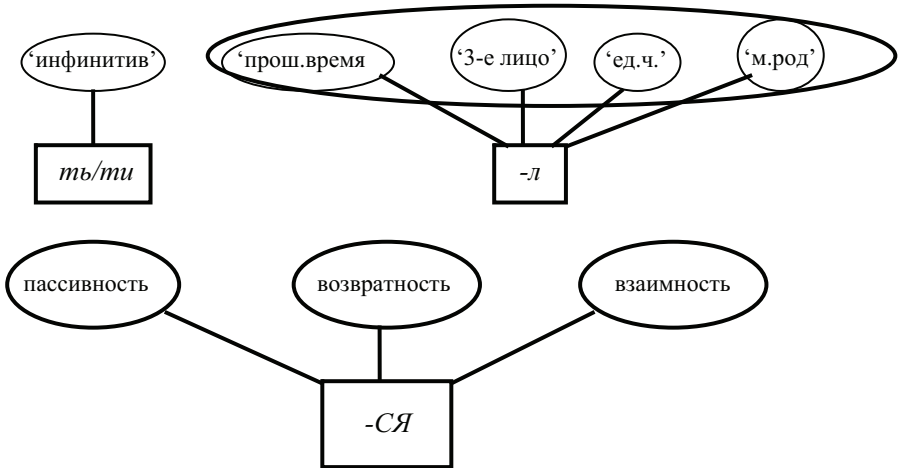 ‘инфинитив’ ‘прош.время ‘3-е лицо’ ‘ед.ч.’ ‘м.род’
ть/ти -л
пассивность возвратность взаимность
-СЯ